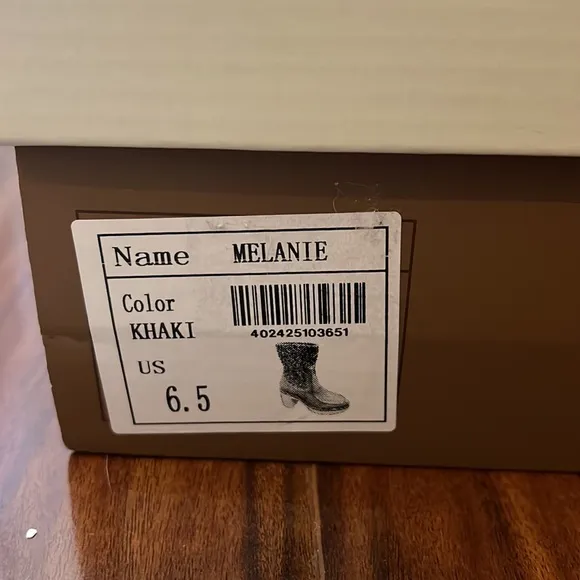 Name MELANIE
Color
KHAKI
402425103651
US
6.5